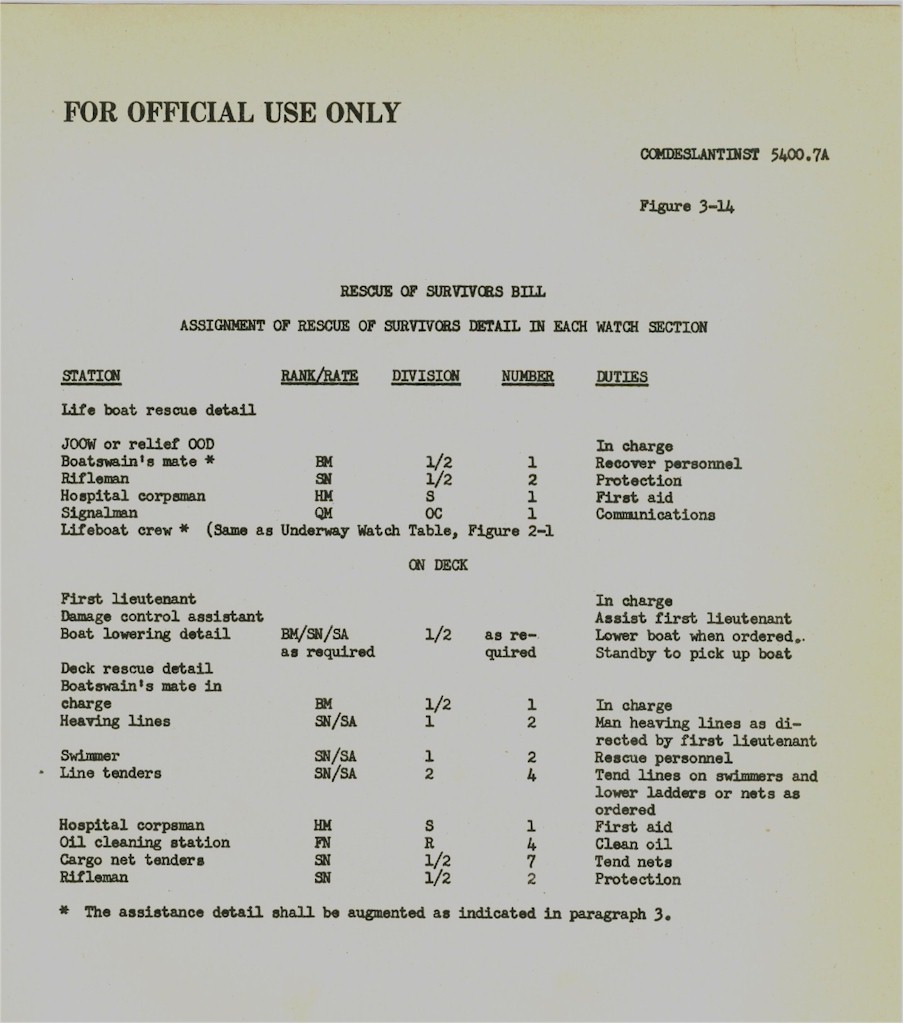 FOR OFFICIAL USE ONLY
COMDESLANTINST 5400.7A
Figure 3-14
RESCUE OF SURVIVORS BILL
ASSIGNMENT OF RESCUE OF SURVIVORS DETAIL IN EACH WATCH SECTION
STATION RANK/RATE DIVISION NUMBER DUTIES
Life boat rescue detail
JOOW or relief OOD In charge
Boatswain's mate * BM 1/2 1 Recover personnel
Rifleman SN 1/2 2 Protection
Hospital corpsman HM S 1 First aid
Signalman QM OC 1 Communications
Lifeboat crew * (Same as Underway Watch Table, Figure 2-1
ON DECK
First lieutenant In charge
Damage control assistant Assist first lieutenant
Boat lowering detail BM/SN/SA 1/2 as re- Lower boat when ordered.
as required quired Standby to pick up boat
Deck rescue detail
Boatswain's mate in
charge BM 1/2 1 In charge
Heaving lines SN/SA 1 2 Man heaving lines as di-
rected by first lieutenant
Swimmer SN/SA 1 2 Rescue personnel
Line tenders SN/SA 2 4 Tend lines on swimmers and
lower ladders or nets as
ordered
Hospital corpsman HM S 1 First aid
Oil cleaning station FN R 4 Clean oil
Cargo net tenders SN 1/2 7 Tend nets
Rifleman SN 1/2 2 Protection
* The assistance detail shall be augmented as indicated in paragraph 3.